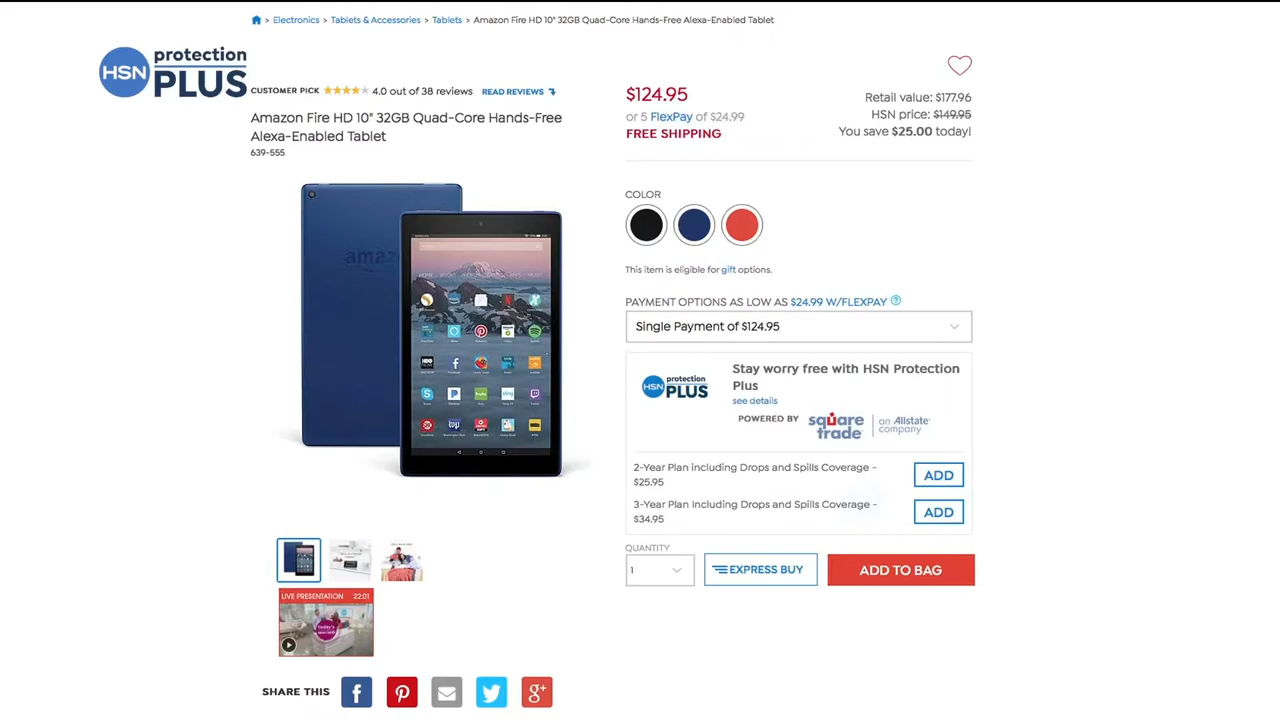 > Electronics > Tablets & Accessories > Tablets > Amazon Fire HD 10" 32GB Quad-Core Hands-Free Alexa-Enabled Tablet
HSN protection PLUS
CUSTOMER PICK 4.0 out of 38 reviews READ REVIEWS
Amazon Fire HD 10" 32GB Quad-Core Hands-Free
Alexa-Enabled Tablet
639-555
amaz
$124.95
or 5 FlexPay of $24.99
FREE SHIPPING
Retail value: $177.96
HSN price: $149.95
You save $25.00 today!
COLOR
This item is eligible for gift options.
PAYMENT OPTIONS AS LOW AS $24.99 W/FLEXPAY ?
Single Payment of $124.95
HSN protection PLUS
Stay worry free with HSN Protection
Plus
see details
POWERED BY square trade an Allstate company
2-Year Plan including Drops and Spills Coverage -
$25.95
ADD
3-Year Plan Including Drops and Spills Coverage -
$34.95
ADD
QUANTITY
1
EXPRESS BUY
ADD TO BAG
LIVE PRESENTATION 22:01
today's
SHARE THIS